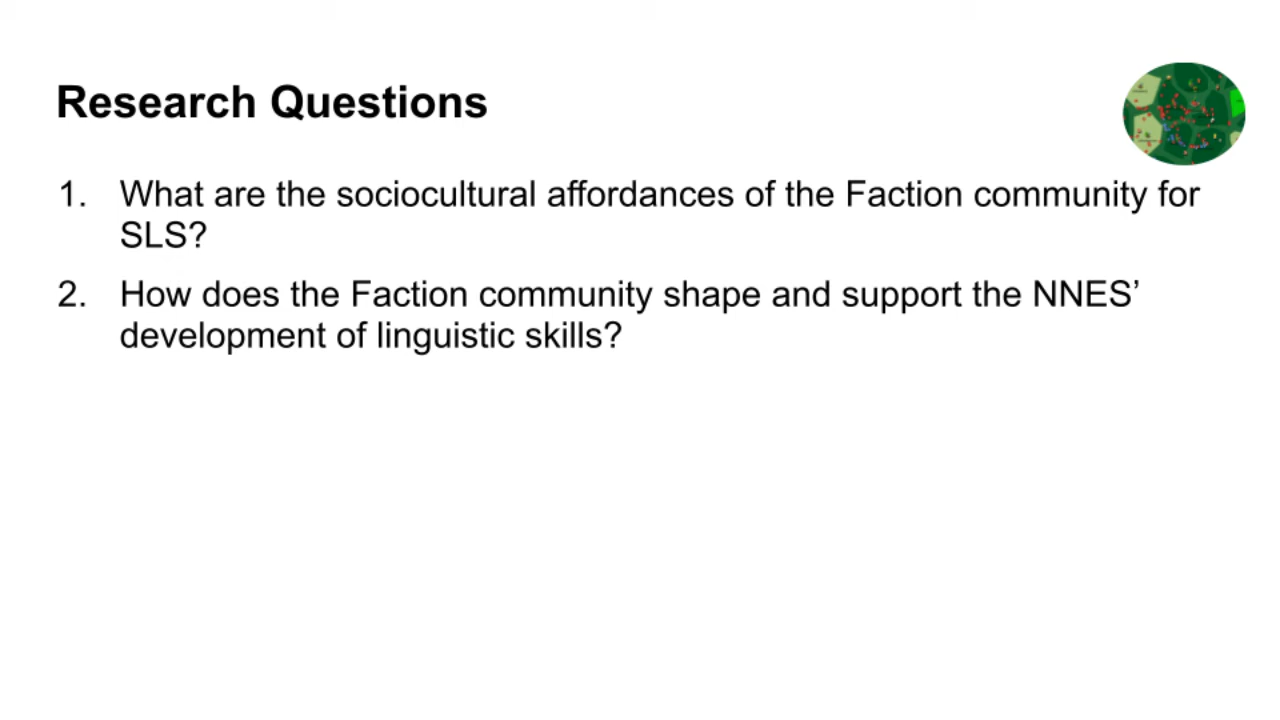 Research Questions
1. What are the sociocultural affordances of the Faction community for
SLS?
2. How does the Faction community shape and support the NNES’
development of linguistic skills?